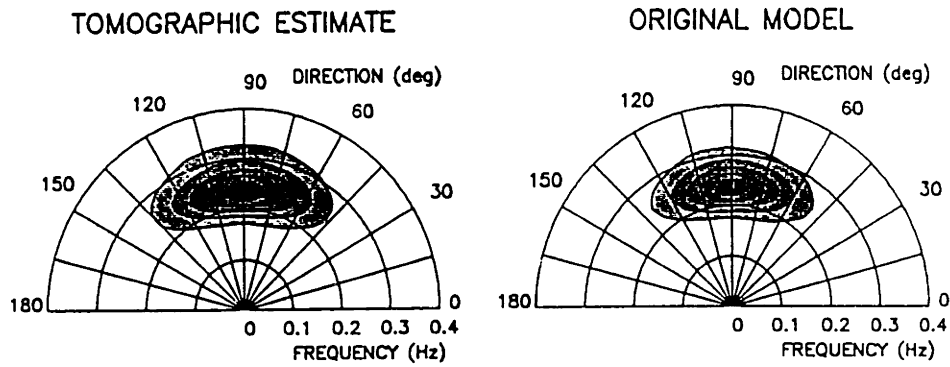 TOMOGRAPHIC ESTIMATE
90 DIRECTION (deg)
120
60
150
30
180
0
0 0.1 0.2 0.3 0.4
FREQUENCY (Hz)
ORIGINAL MODEL
90 DIRECTION (deg)
120
60
150
30
180
0
0 0.1 0.2 0.3 0.4
FREQUENCY (Hz)